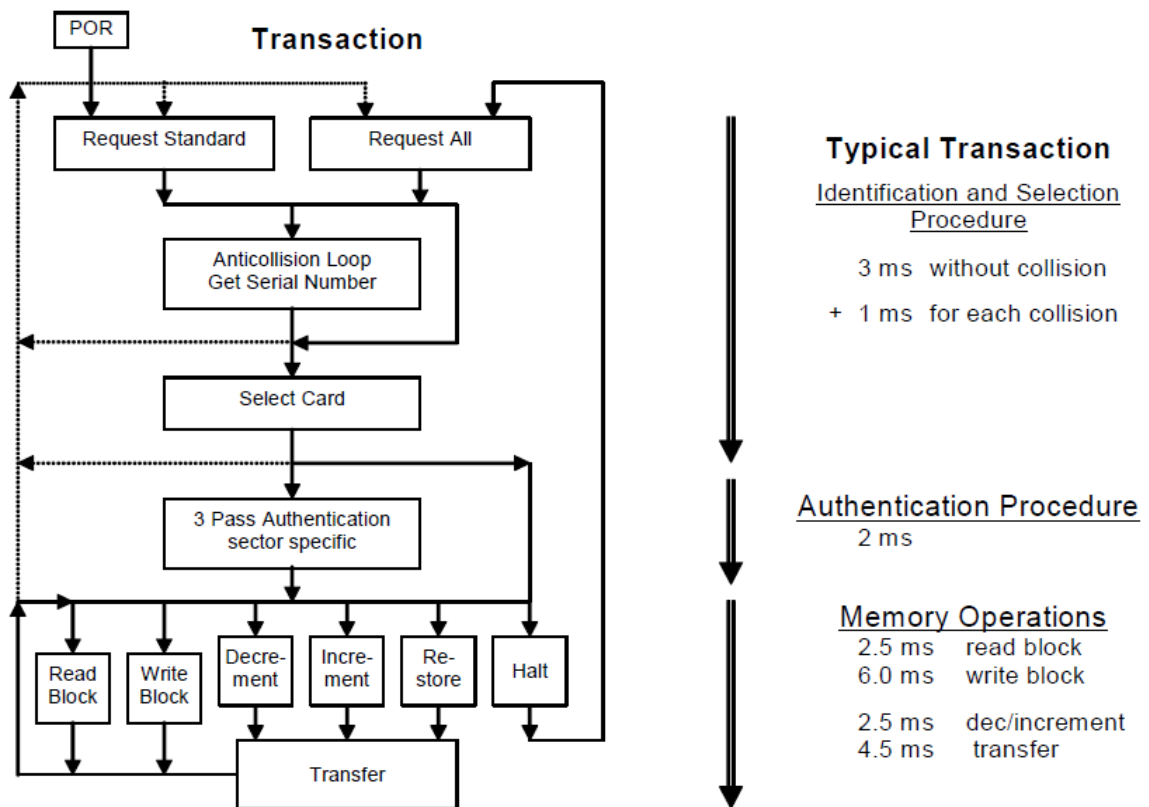 POR
Transaction
Request Standard
Request All
Anticollision Loop
Get Serial Number
Select Card
3 Pass Authentication
sector specific
Read
Block
Write
Block
Decre-
ment
Incre-
ment
Re-
store
Halt
Transfer
Typical Transaction
Identification and Selection
Procedure
3 ms without collision
+ 1 ms for each collision
Authentication Procedure
2 ms
Memory Operations
2.5 ms read block
6.0 ms write block
2.5 ms dec/increment
4.5 ms transfer